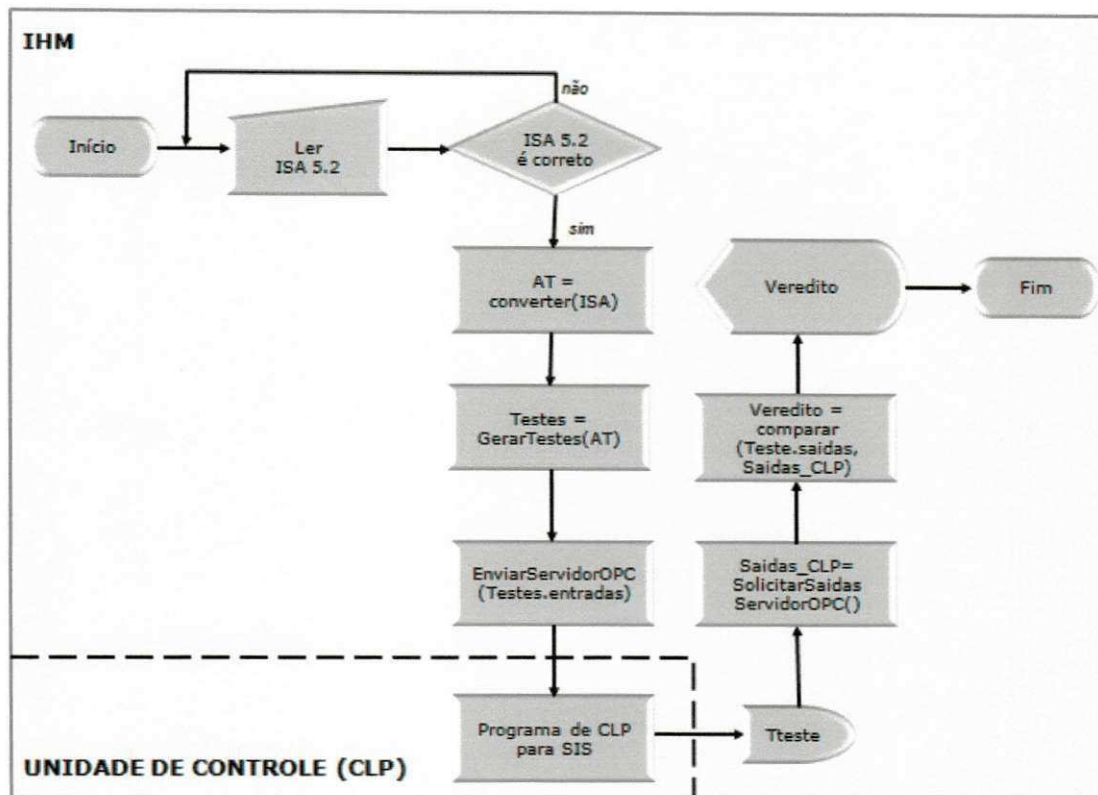 IHM
não
Início
Ler
ISA 5.2
ISA 5.2
é correto
sim
AT =
converter(ISA)
Testes =
GerarTestes(AT)
EnviarServidorOPC
(Testes.entradas)
Programa de CLP
para SIS
UNIDADE DE CONTROLE (CLP)
Tteste
Saidas_CLP=
SolicitarSaidas
ServidorOPC()
Veredito =
comparar
(Teste.saidas,
Saidas_CLP)
Veredito
Fim